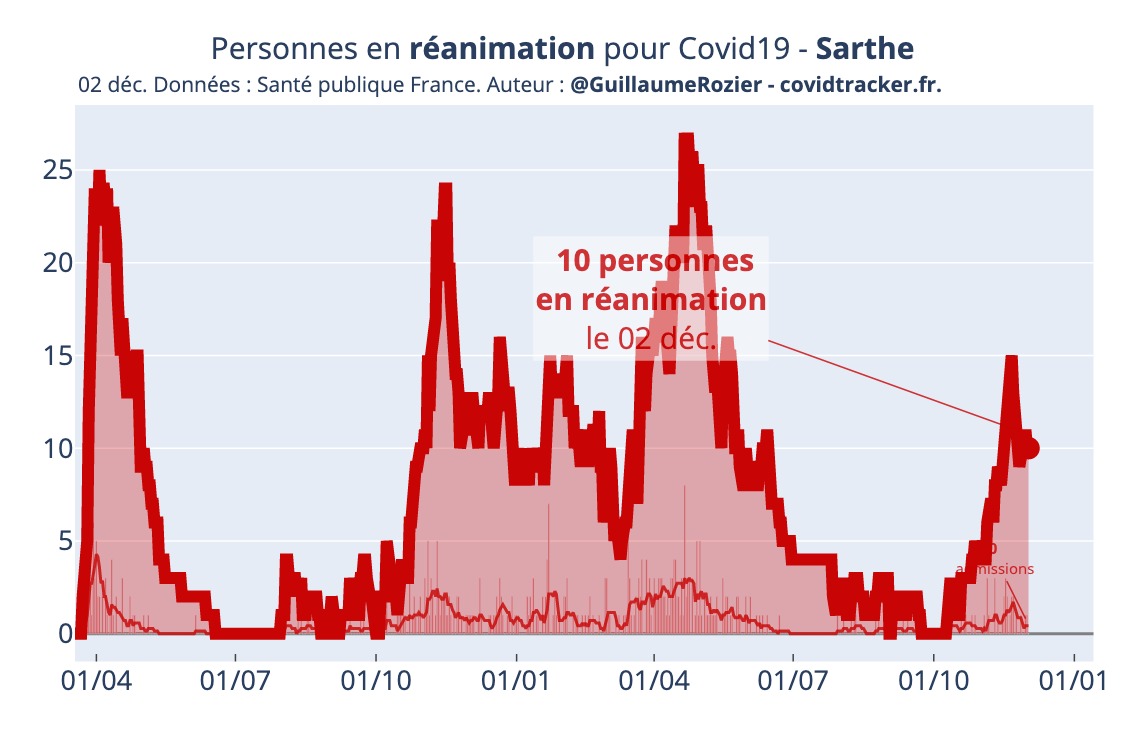 Personnes en réanimation pour Covid19 - Sarthe
02 déc. Données : Santé publique France. Auteur : @GuillaumeRozier - covidtracker.fr.
25
20
15
10
5
0
10 personnes
en réanimation
le 02 déc.
0
admissions
01/04
01/07
01/10
01/01
01/04
01/07
01/10
01/01